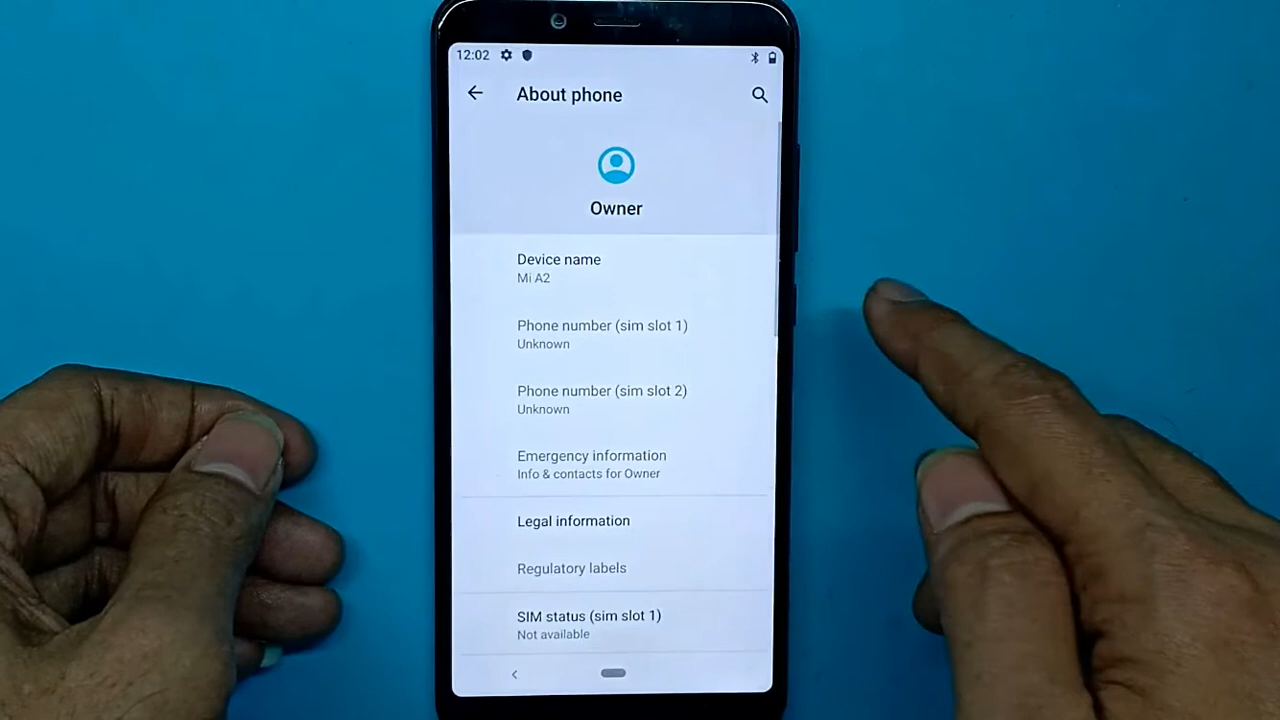 12:02
About phone
Owner
Device name
Mi A2
Phone number (sim slot 1)
Unknown
Phone number (sim slot 2)
Unknown
Emergency information
Info & contacts for Owner
Legal information
Regulatory labels
SIM status (sim slot 1)
Not available